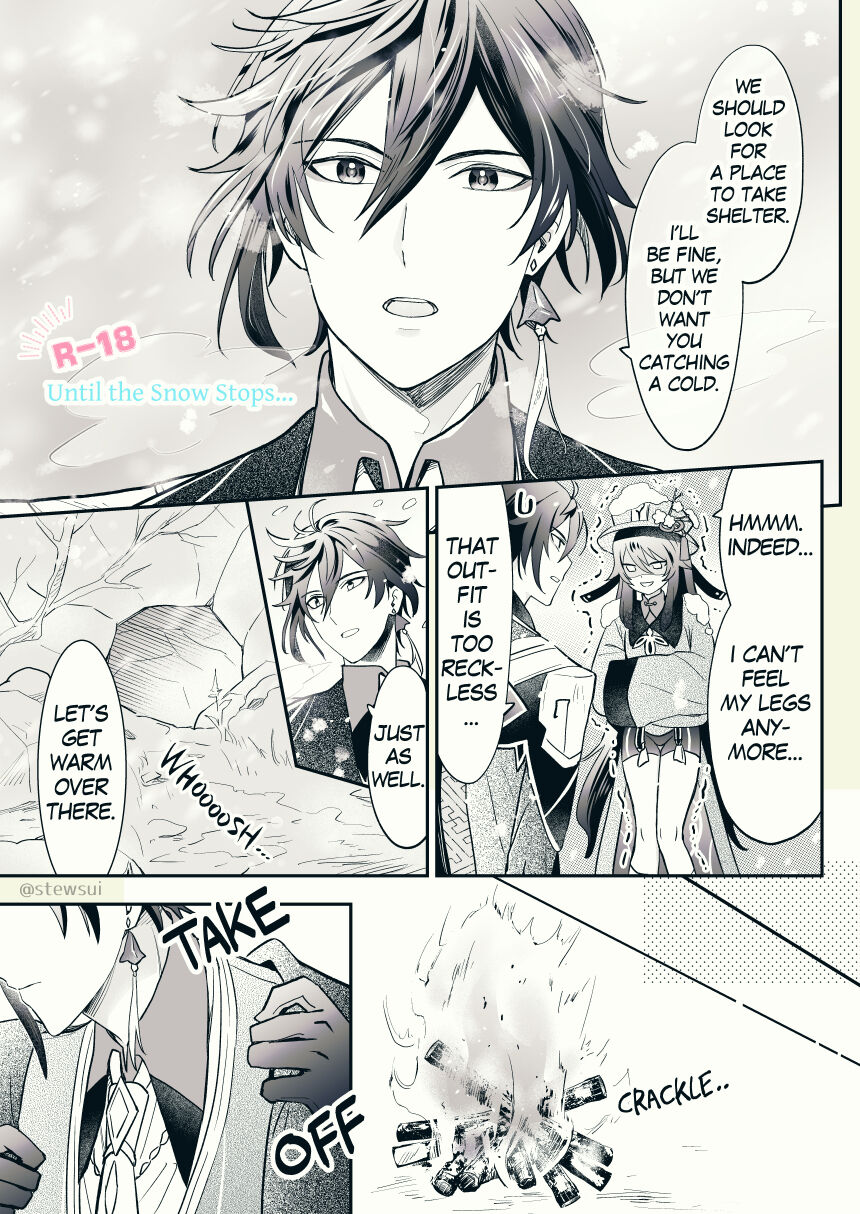 WE
SHOULD
LOOK
FOR
A PLACE
TO TAKE
SHELTER.
I'LL
BE FINE,
BUT WE
DON'T
WANT
YOU
CATCHING
A COLD.
R-18
Until the Snow Stops...
HMMM.
INDEED...
I CAN'T
FEEL
MY LEGS
ANY-
MORE...
THAT
OUT-
FIT IS
TOO
RECK-
LESS
...
JUST
AS
WELL.
LET'S
GET
WARM
OVER
THERE.
WHOOOOSH...
@stewsui
CRACKLE..
TAKE
OFF